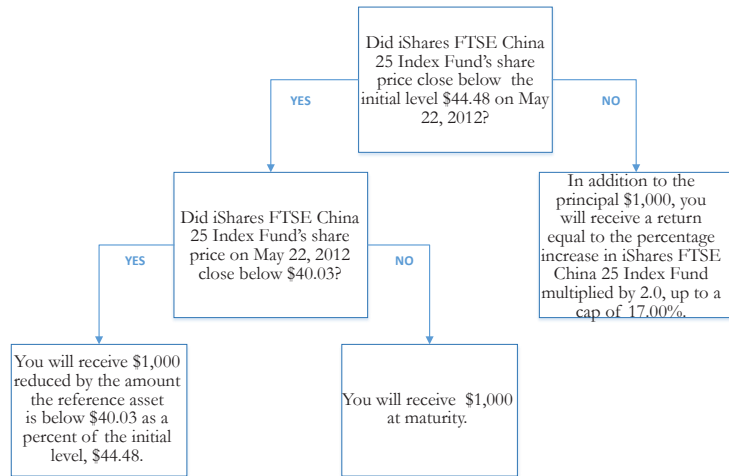 Did iShares FTSE China
25 Index Fund's share
price close below the
initial level $44.48 on May
22, 2012?
YES
NO
Did iShares FTSE China
25 Index Fund's share
price on May 22, 2012
close below $40.03?
In addition to the
principal $1,000, you
will receive a return
equal to the percentage
increase in iShares FTSE
China 25 Index Fund
multiplied by 2.0, up to a
cap of 17.00%.
YES
NO
You will receive $1,000
reduced by the amount
the reference asset
is below $40.03 as a
percent of the initial
level, $44.48.
You will receive $1,000
at maturity.